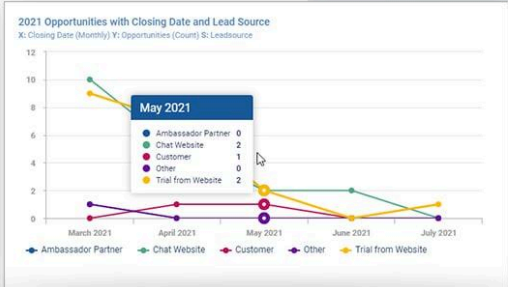 2021 Opportunities with Closing Date and Lead Source
X: Closing Date (Monthly) Y: Opportunities (Count) S: Leadsource
12
10
8
6
4
2
0
May 2021
Ambassador Partner 0
Chat Website 2
Customer 1
Other 0
Trial from Website 2
March 2021 April 2021 May 2021 June 2021 July 2021
Ambassador Partner Chat Website Customer Other Trial from Website